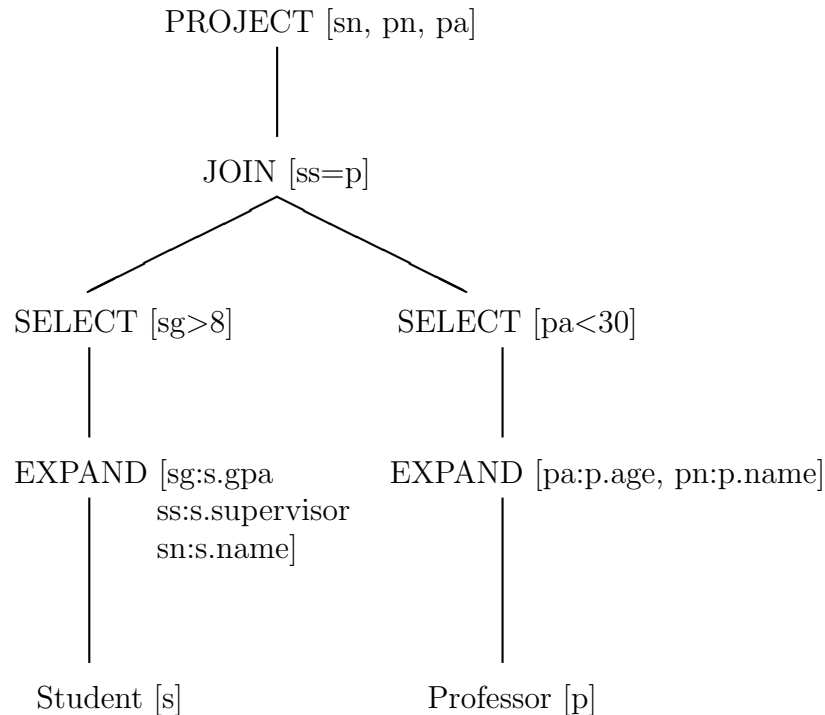 PROJECT [sn, pn, pa]
JOIN [ss=p]
SELECT [sg>8]
SELECT [pa<30]
EXPAND [sg:s.gpa
ss:s.supervisor
sn:s.name]
EXPAND [pa:p.age, pn:p.name]
Student [s]
Professor [p]